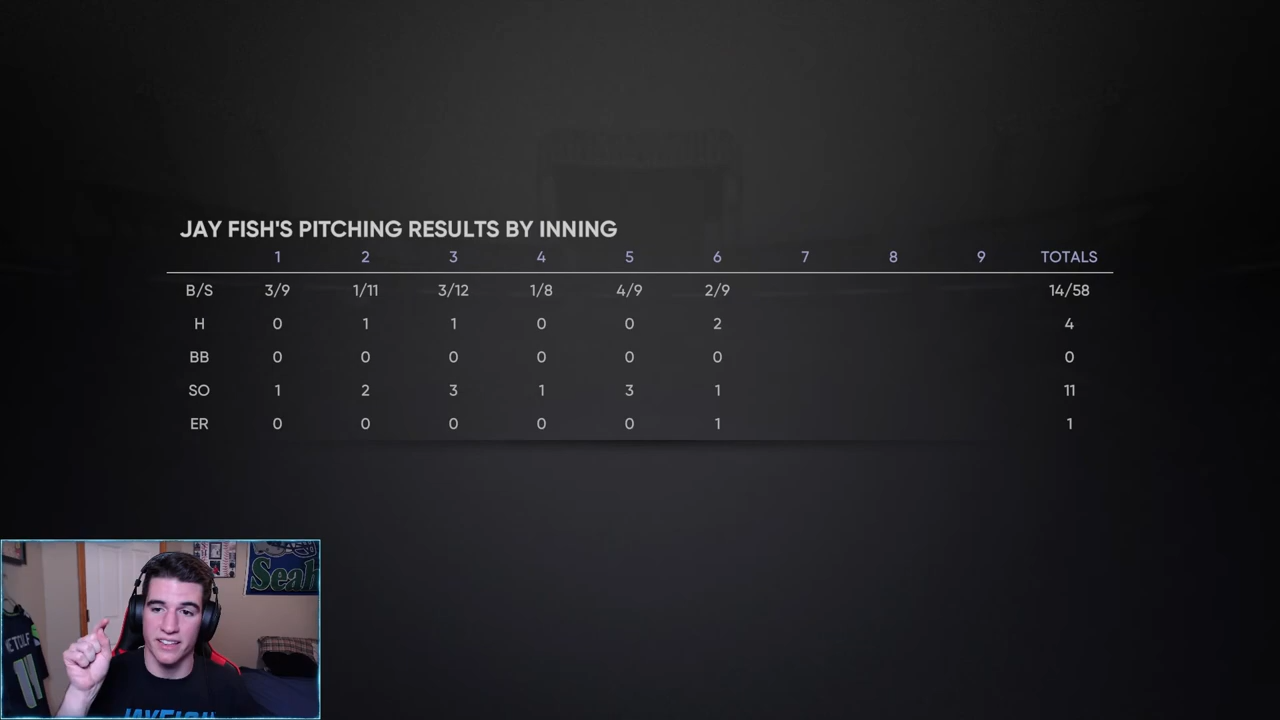 JAY FISH'S PITCHING RESULTS BY INNING
1 2 3 4 5 6 7 8 9 TOTALS
B/S 3/9 1/11 3/12 1/8 4/9 2/9 14/58
H 0 1 1 0 0 2 4
BB 0 0 0 0 0 0 0
SO 1 2 3 1 3 1 11
ER 0 0 0 0 0 1 1
Seah
11
JAYFISH